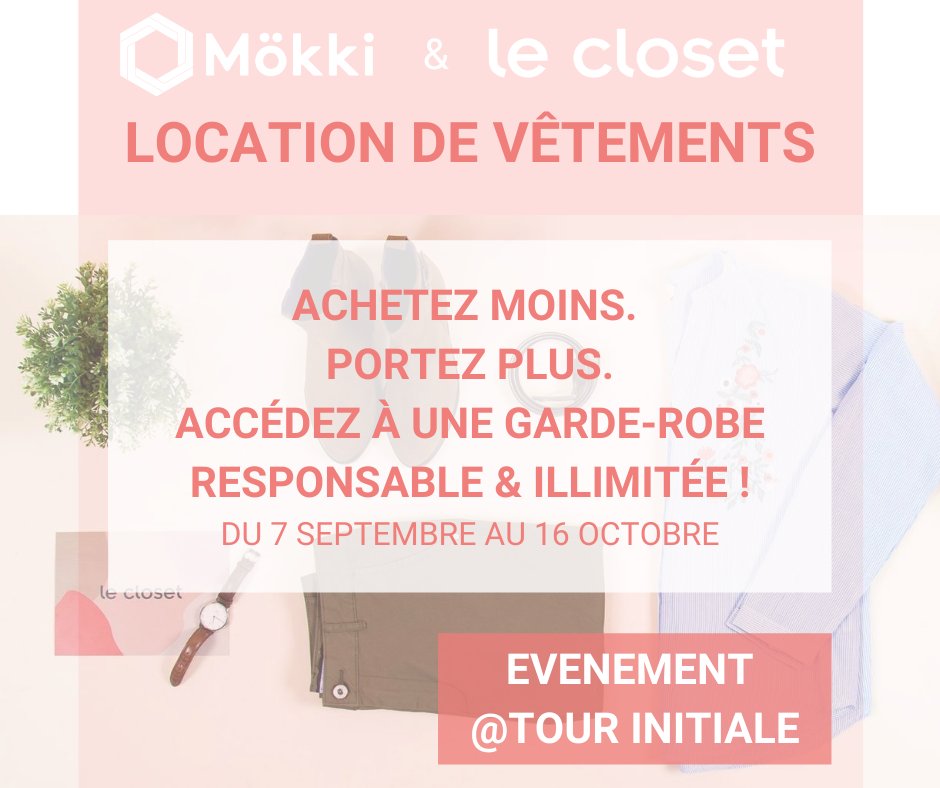 Mökki & le closet
LOCATION DE VÊTEMENTS
ACHETEZ MOINS.
PORTEZ PLUS.
ACCÉDEZ À UNE GARDE-ROBE
RESPONSABLE & ILLIMITÉE !
DU 7 SEPTEMBRE AU 16 OCTOBRE
le closet
EVENEMENT
@TOUR INITIALE